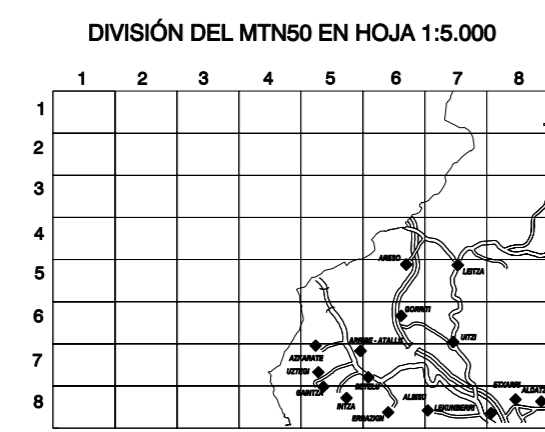 DIVISIÓN DEL MTN50 EN HOJA 1:5.000
1 2 3 4 5 6 7 8
1
2
3
4
ARESO
5
LEITZA
6
GORRITI
UITZI
ARRIBE - ATALLU
7
AZKARATE
UZTEGI
BETELU
ETXARRI
GAINTZA
ALDATZ
8
INTZA
ALBISU
LEKUNBERRI
ERRAZKIN